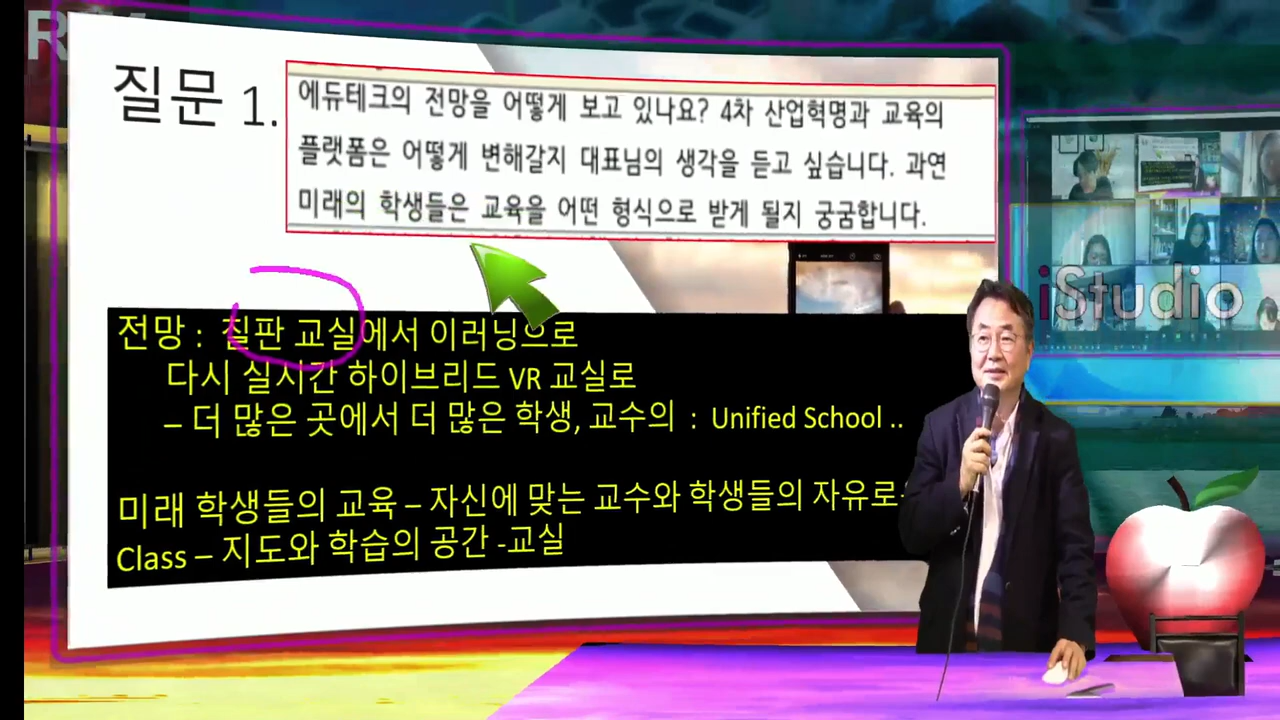 질문 1.
에듀테크의 전망을 어떻게 보고 있나요? 4차 산업혁명과 교육의
플랫폼은 어떻게 변해갈지 대표님의 생각을 듣고 싶습니다. 과연
미래의 학생들은 교육을 어떤 형식으로 받게 될지 궁굼합니다.
전망 : 칠판 교실에서 이러닝으로
다시 실시간 하이브리드 VR 교실로
– 더 많은 곳에서 더 많은 학생, 교수의 : Unified School ..
미래 학생들의 교육 – 자신에 맞는 교수와 학생들의 자유로운
Class – 지도와 학습의 공간 -교실
iStudio